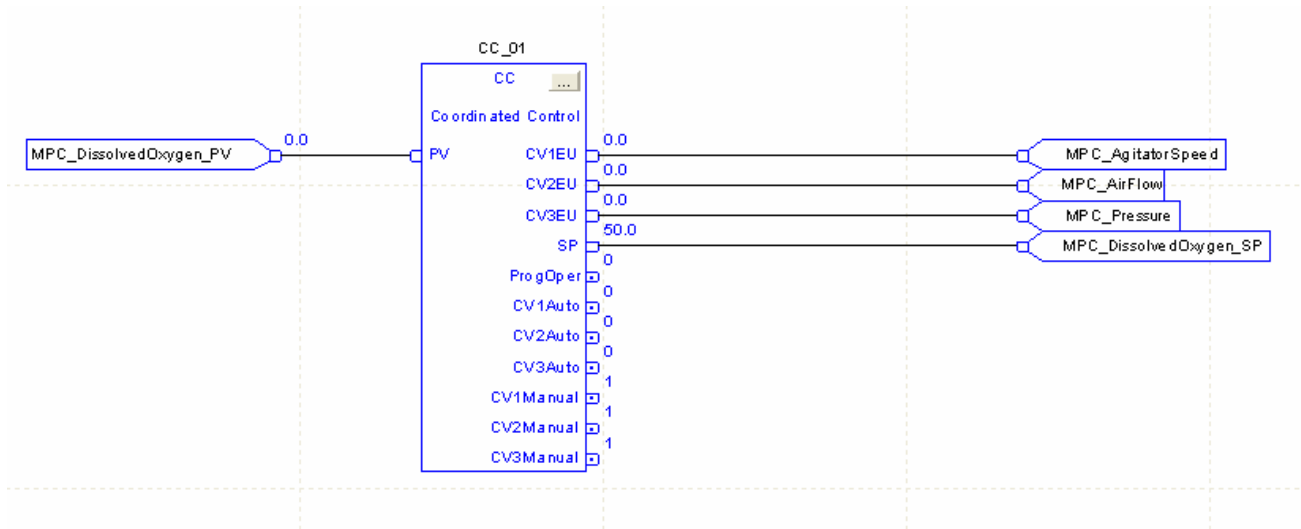 CC_01
CC ...
Coordinated Control
MPC_DissolvedOxygen_PV 0.0 PV CV1EU 0.0 MPC_AgitatorSpeed
CV2EU 0.0 MPC_AirFlow
CV3EU 0.0 MPC_Pressure
SP 50.0 MPC_DissolvedOxygen_SP
ProgOper 0
CV1Auto 0
CV2Auto 0
CV3Auto 0
CV1Manual 1
CV2Manual 1
CV3Manual 1